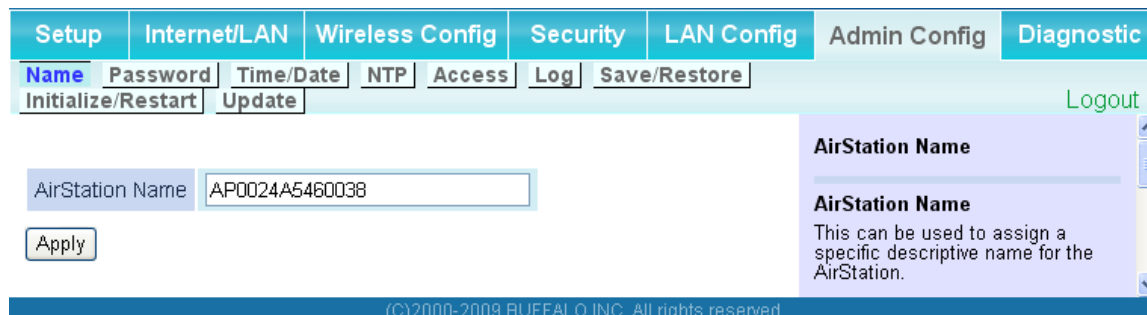 Setup Internet/LAN Wireless Config Security LAN Config Admin Config Diagnostic
Name Password Time/Date NTP Access Log Save/Restore
Initialize/Restart Update
Logout
AirStation Name AP0024A5460038
Apply
AirStation Name
AirStation Name
This can be used to assign a
specific descriptive name for the
AirStation.
(C)2000-2009 BUFFALO INC. All rights reserved.